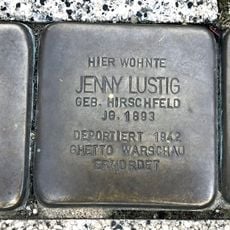 HIER WOHNTE
JENNY LUSTIG
GEB. HIRSCHFELD
JG. 1893
DEPORTIERT 1942
GHETTO WARSCHAU
ERMORDET